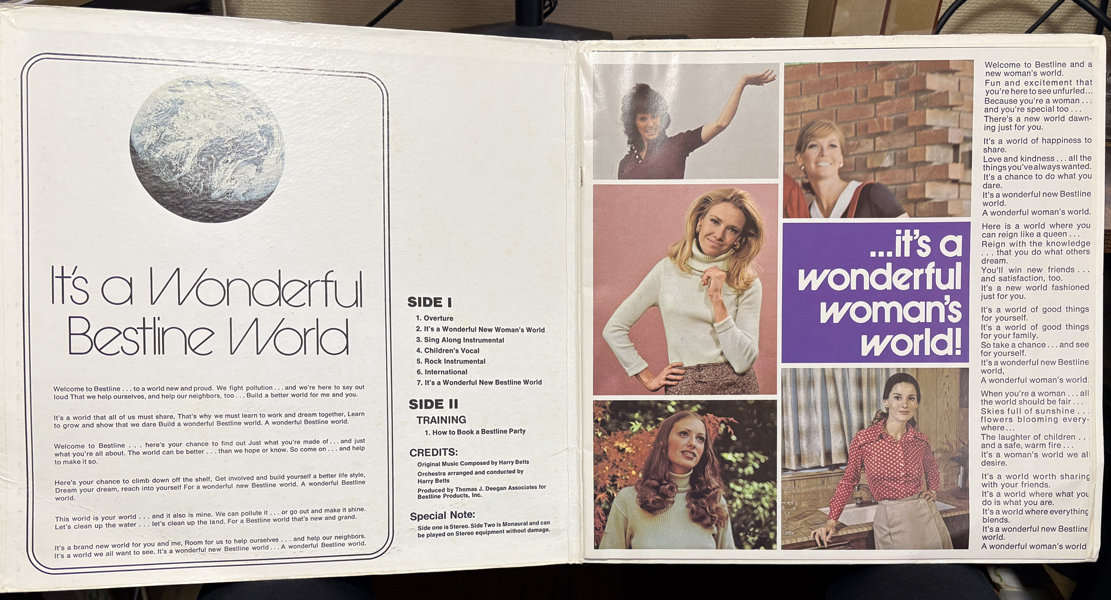 It's a Wonderful
Bestline World
Welcome to Bestline . . . to a world new and proud. We fight pollution . . . and we're here to say out
loud That we help ourselves, and help our neighbors, too . . . Build a better world for me and you.
It's a world that all of us must share, That's why we must learn to work and dream together, Learn
to grow and show that we dare Build a wonderful Bestline world. A wonderful Bestline world.
Welcome to Bestline . . . here's your chance to find out Just what you're made of . . . and just
what you're all about. The world can be better . . . than we hope or know. So come on . . . and help
to make it so.
Here's your chance to climb down off the shelf, Get involved and build yourself a better life style,
Dream your dream, reach into yourself For a wonderful new Bestline world. A wonderful Bestline
world.
This world is your world . . . and it also is mine. We can pollute it . . . or go out and make it shine.
Let's clean up the water . . . let's clean up the land. For a Bestline world that's new and grand.
It's a brand new world for you and me, Room for us to help ourselves . . . and help our neighbors.
It's a world we all want to see. It's a wonderful new Bestline world . . . A wonderful Bestline world.
SIDE I
1. Overture
2. It's a Wonderful New Woman's World
3. Sing Along Instrumental
4. Children's Vocal
5. Rock Instrumental
6. International
7. It's a Wonderful New Bestline World
SIDE II
TRAINING
1. How to Book a Bestline Party
CREDITS:
Original Music Composed by Harry Betts
Orchestra arranged and conducted by
Harry Betts
Produced by Thomas J. Deegan Associates for
Bestline Products, Inc.
Special Note:
Side one is Stereo. Side Two is Monaural and can
be played on Stereo equipment without damage.
...it's a
wonderful
woman's
world!
Welcome to Bestline and a
new woman's world.
Fun and excitement that
you're here to see unfurled...
Because you're a woman . . .
and you're special too . . .
There's a new world dawn-
ing just for you.
It's a world of happiness to
share.
Love and kindness . . . all the
things you've always wanted.
It's a chance to do what you
dare.
It's a wonderful new Bestline
world.
A wonderful woman's world.
Here is a world where you
can reign like a queen . . .
Reign with the knowledge
. . . that you do what others
dream.
You'll win new friends . . .
and satisfaction, too.
It's a new world fashioned
just for you.
It's a world of good things
for yourself.
It's a world of good things
for your family.
So take a chance . . . and see
for yourself.
It's a wonderful new Bestline
world,
A wonderful woman's world.
When you're a woman . . . all
the world should be fair . . .
Skies full of sunshine . . .
flowers blooming every-
where . . .
The laughter of children . . .
and a safe, warm fire . . .
It's a woman's world we all
desire.
It's a world worth sharing
with your friends.
It's a world where what you
do is what you are.
It's a world where everything
blends.
It's a wonderful new Bestline
world.
A wonderful woman's world